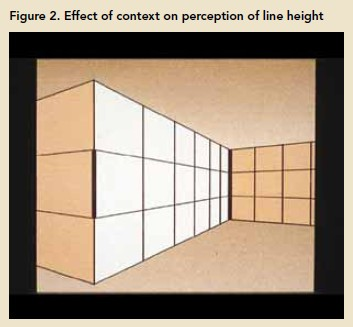 Figure 2. Effect of context on perception of line height